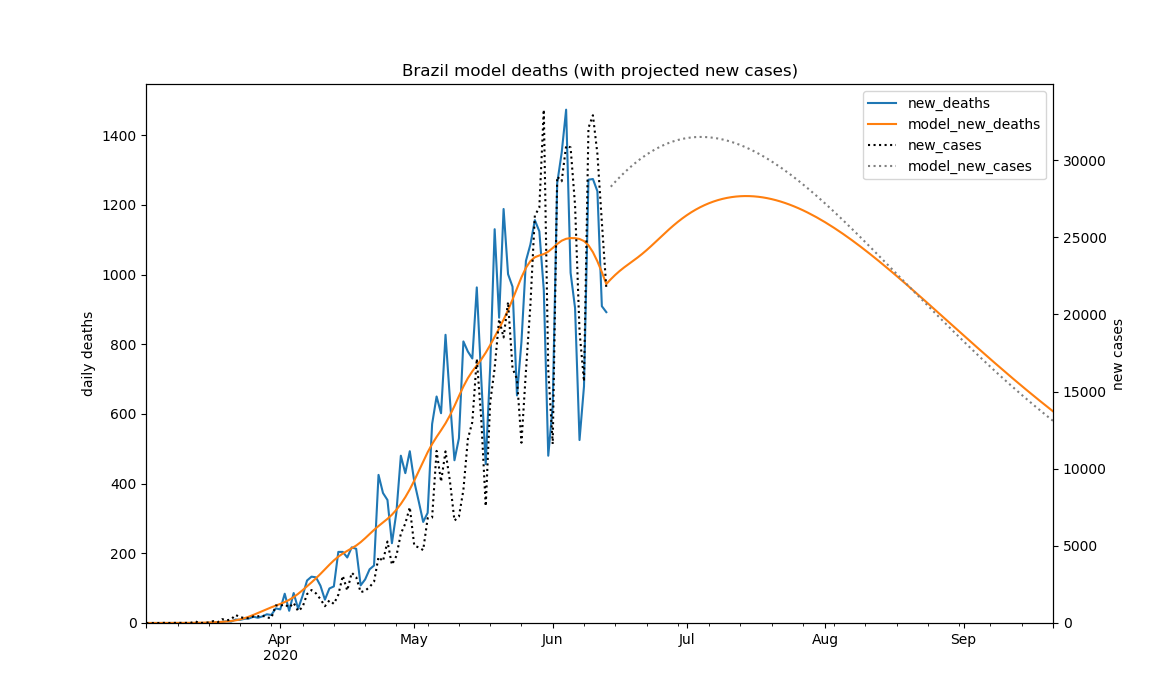 Brazil model deaths (with projected new cases)
new_deaths
model_new_deaths
new_cases
model_new_cases
daily deaths
new cases
1400
1200
1000
800
600
400
200
0
30000
25000
20000
15000
10000
5000
0
Apr
2020
May
Jun
Jul
Aug
Sep